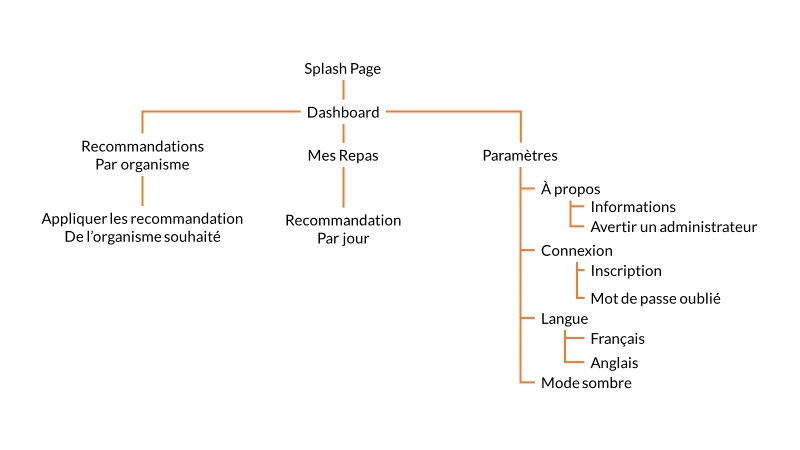 Splash Page
Dashboard
Recommandations
Par organisme
Appliquer les recommandation
De l'organisme souhaité
Mes Repas
Recommandation
Par jour
Paramètres
À propos
Informations
Avertir un administrateur
Connexion
Inscription
Mot de passe oublié
Langue
Français
Anglais
Mode sombre